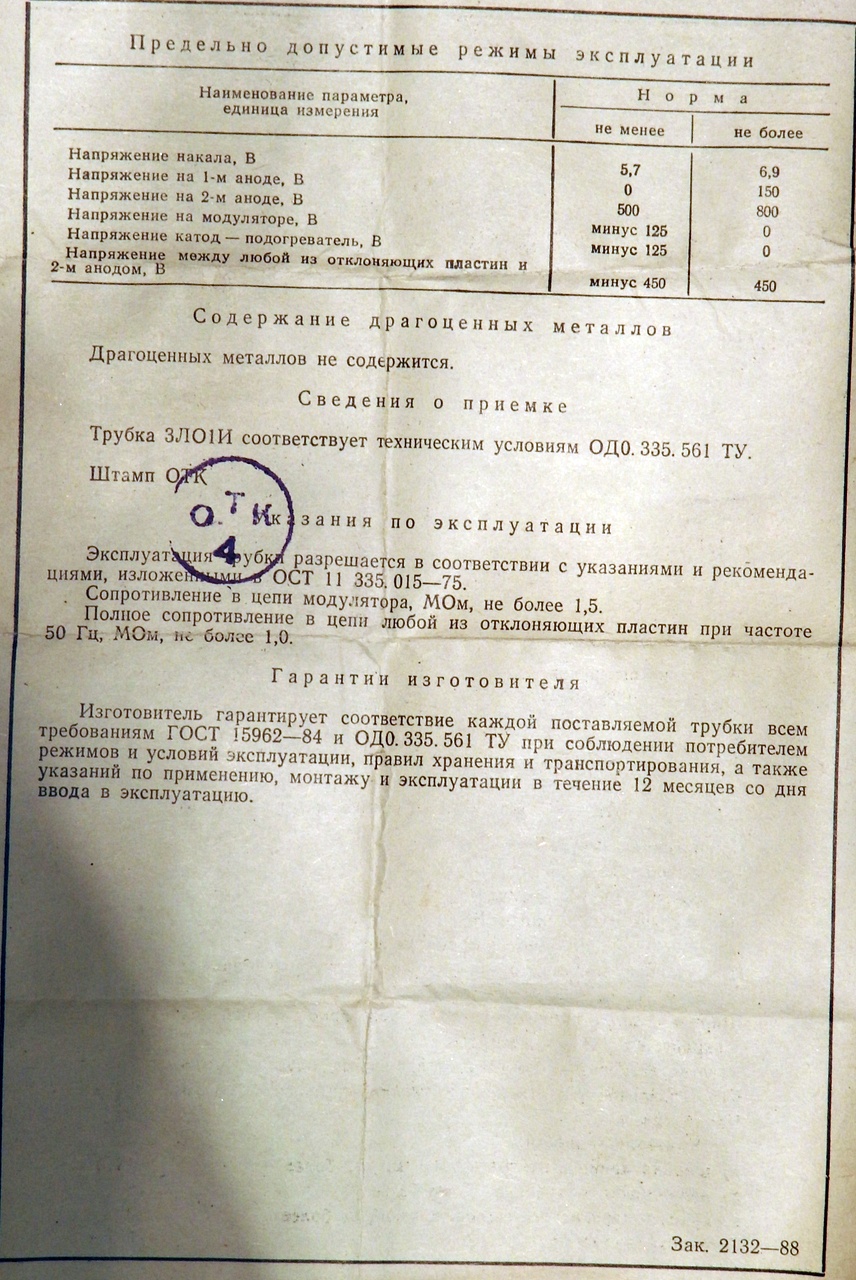 Предельно допустимые режимы эксплуатации
Наименование параметра,
единица измерения
Норма
не менее
не более
Напряжение накала, В 5,7 6,9
Напряжение на 1-м аноде, В 0 150
Напряжение на 2-м аноде, В 500 800
Напряжение на модуляторе, В минус 125 0
Напряжение катод — подогреватель, В минус 125 0
Напряжение между любой из отклоняющих пластин и
2-м анодом, В минус 450 450
Содержание драгоценных металлов
Драгоценных металлов не содержится.
Сведения о приемке
Трубка 3ЛО1И соответствует техническим условиям ОД0.335.561 ТУ.
Штамп ОТК
О.ТК
4
Указания по эксплуатации
Эксплуатация трубки разрешается в соответствии с указаниями и рекоменда-
циями, изложенными в ОСТ 11 335.015—75.
Сопротивление в цепи модулятора, МОм, не более 1,5.
Полное сопротивление в цепи любой из отклоняющих пластин при частоте
50 Гц, МОм, не более 1,0.
Гарантии изготовителя
Изготовитель гарантирует соответствие каждой поставляемой трубки всем
требованиям ГОСТ 15962—84 и ОД0.335.561 ТУ при соблюдении потребителем
режимов и условий эксплуатации, правил хранения и транспортирования, а также
указаний по применению, монтажу и эксплуатации в течение 12 месяцев со дня
ввода в эксплуатацию.
Зак. 2132—88